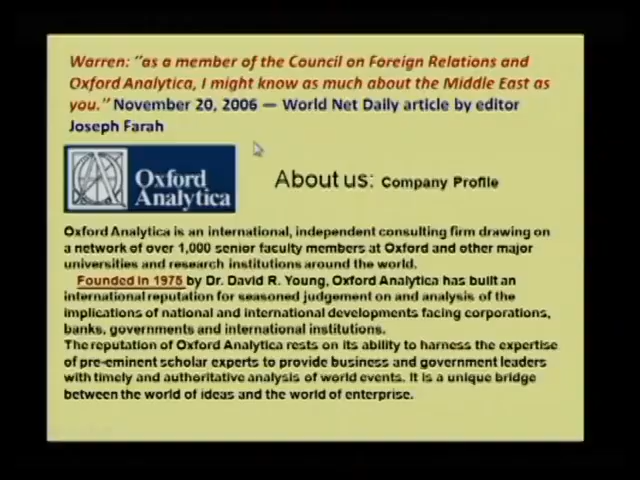 Warren: "as a member of the Council on Foreign Relations and
Oxford Analytica, I might know as much about the Middle East as
you." November 20, 2006 — World Net Daily article by editor
Joseph Farah
Oxford
Analytica
About us: Company Profile
Oxford Analytica is an international, independent consulting firm drawing on
a network of over 1,000 senior faculty members at Oxford and other major
universities and research institutions around the world.
Founded in 1975 by Dr. David R. Young, Oxford Analytica has built an
international reputation for seasoned judgement on and analysis of the
implications of national and international developments facing corporations,
banks, governments and international institutions.
The reputation of Oxford Analytica rests on its ability to harness the expertise
of pre-eminent scholar experts to provide business and government leaders
with timely and authoritative analysis of world events. It is a unique bridge
between the world of ideas and the world of enterprise.